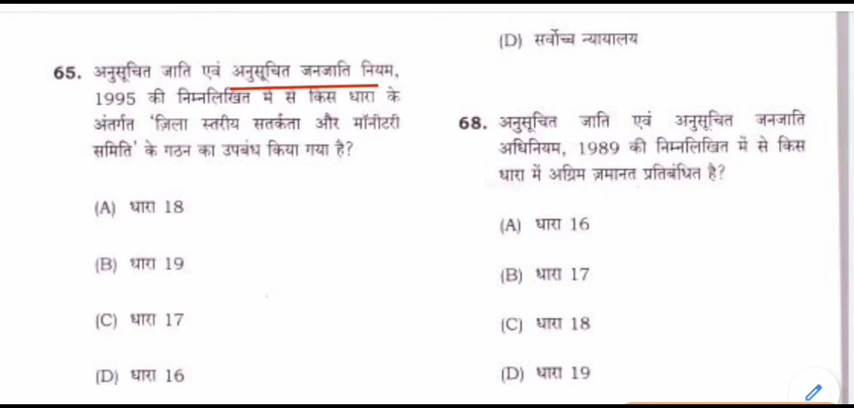 65. अनुसूचित जाति एवं अनुसूचित जनजाति नियम,
1995 की निम्नलिखित में से किस धारा के
अंतर्गत 'ज़िला स्तरीय सतर्कता और मॉनीटरी
समिति' के गठन का उपबंध किया गया है?
(A) धारा 18
(B) धारा 19
(C) धारा 17
(D) धारा 16
(D) सर्वोच्च न्यायालय
68. अनुसूचित जाति एवं अनुसूचित जनजाति
अधिनियम, 1989 की निम्नलिखित में से किस
धारा में अग्रिम ज़मानत प्रतिबंधित है?
(A) धारा 16
(B) धारा 17
(C) धारा 18
(D) धारा 19